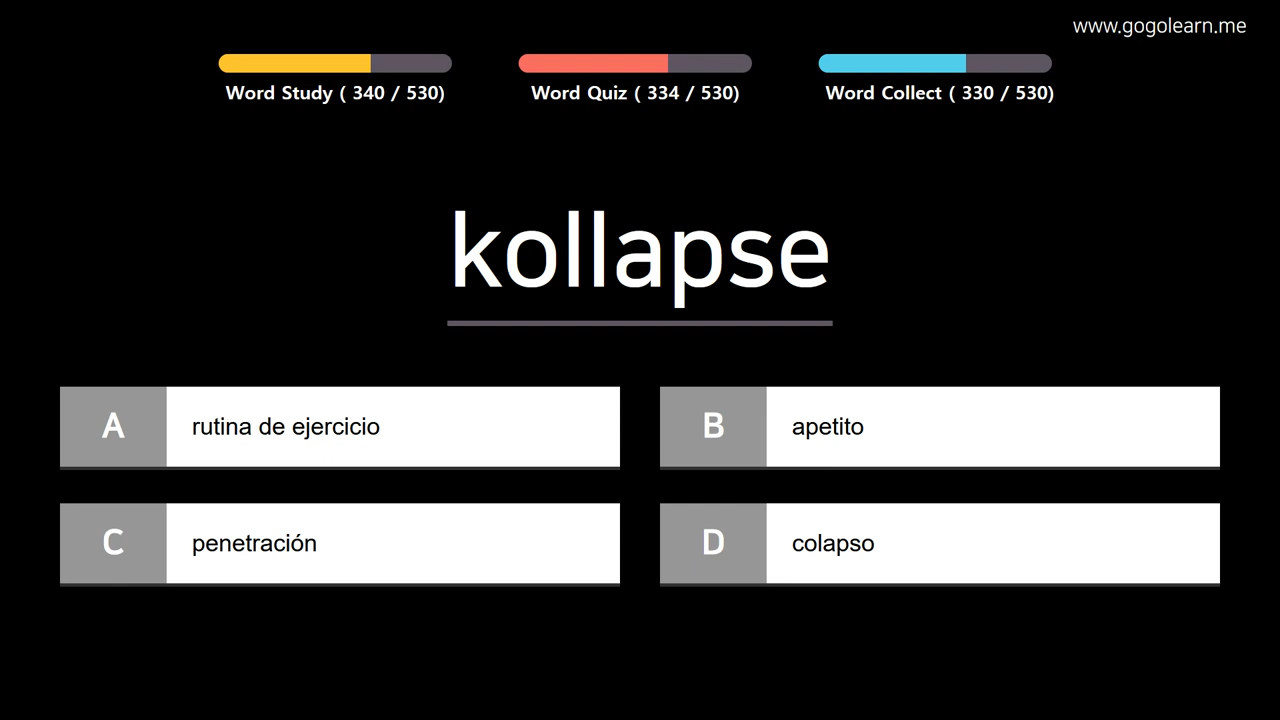 www.gogolearn.me
Word Study ( 340 / 530)
Word Quiz ( 334 / 530)
Word Collect ( 330 / 530)
kollapse
A
rutina de ejercicio
B
apetito
C
penetración
D
colapso